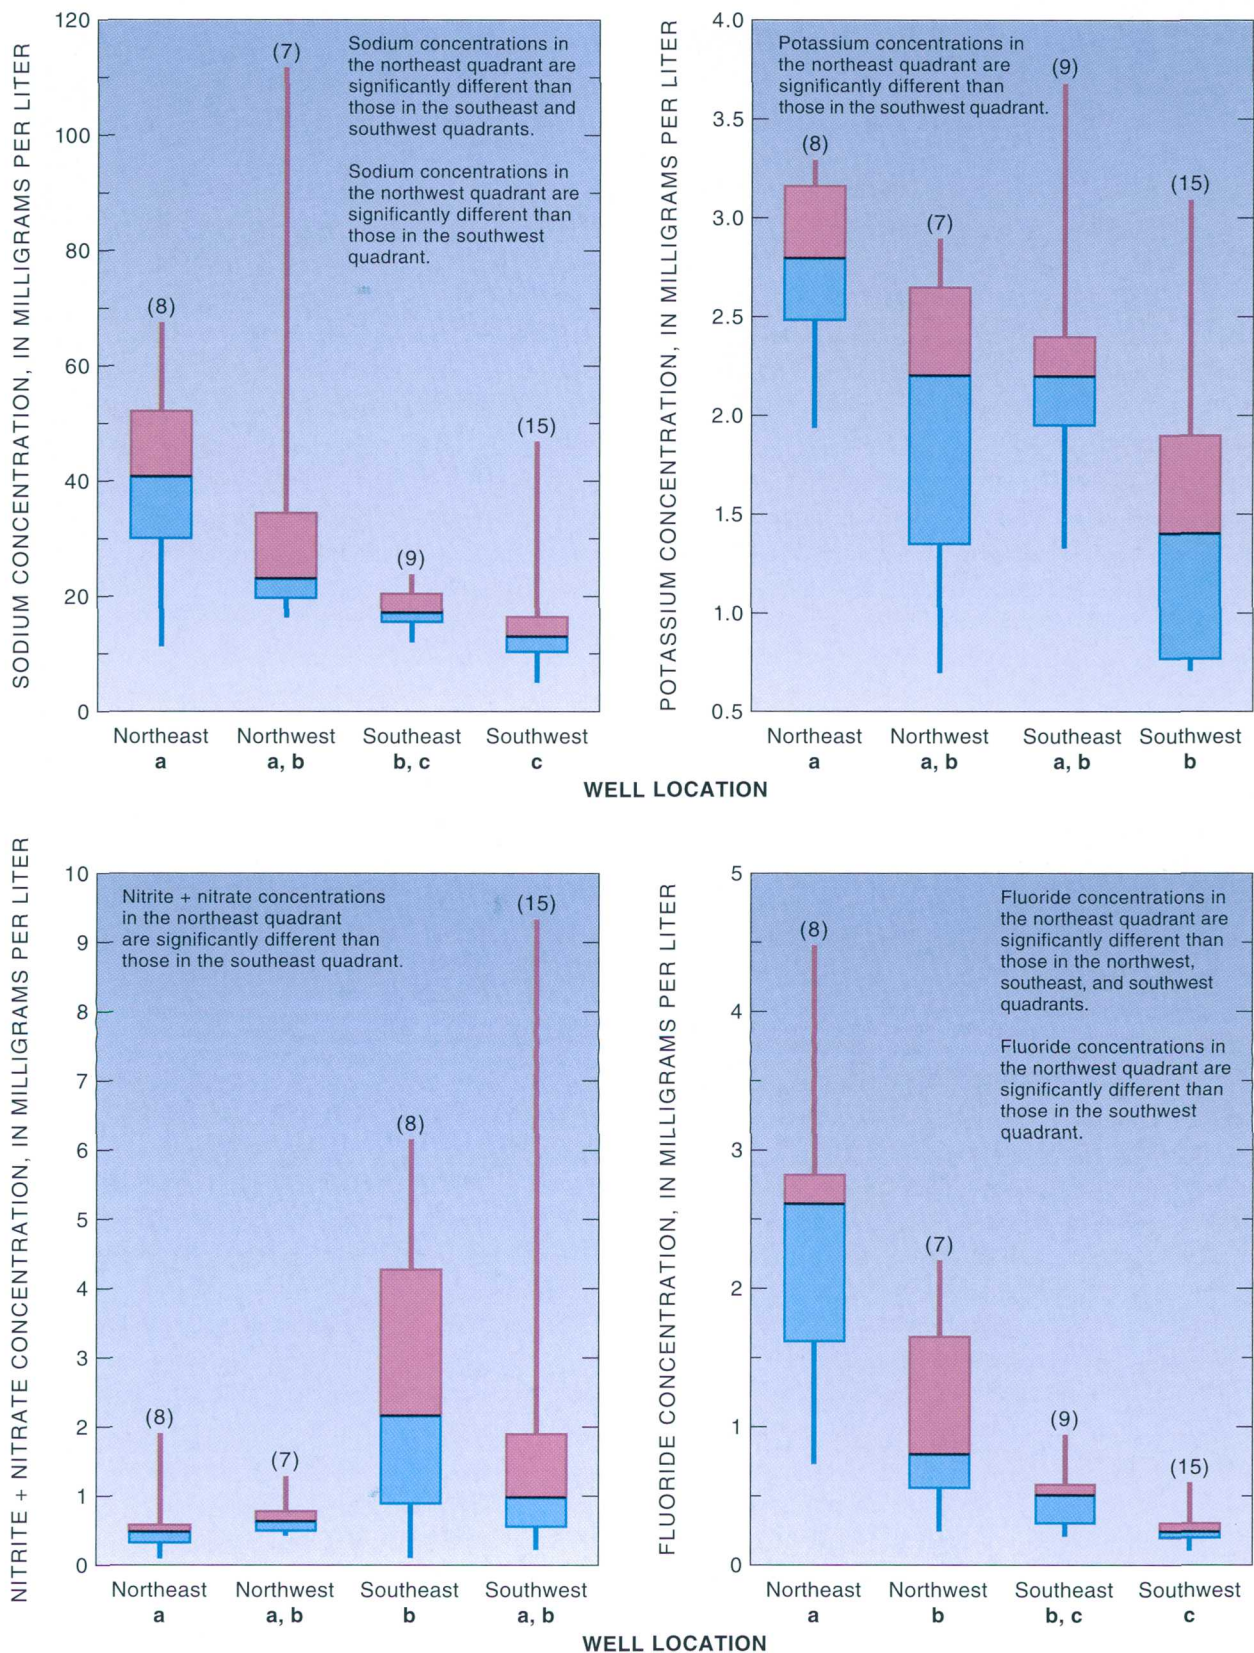 SODIUM CONCENTRATION, IN MILLIGRAMS PER LITER
120
100
80
60
40
20
0
Sodium concentrations in
the northeast quadrant are
significantly different than
those in the southeast and
southwest quadrants.
Sodium concentrations in
the northwest quadrant are
significantly different than
those in the southwest
quadrant.
(8)
(7)
(9)
(15)
Northeast Northwest Southeast Southwest
a a, b b, c c
POTASSIUM CONCENTRATION, IN MILLIGRAMS PER LITER
4.0
3.5
3.0
2.5
2.0
1.5
1.0
0.5
Potassium concentrations in
the northeast quadrant are
significantly different than
those in the southwest quadrant.
(8)
(7)
(9)
(15)
Northeast Northwest Southeast Southwest
a a, b a, b b
WELL LOCATION
NITRITE + NITRATE CONCENTRATION, IN MILLIGRAMS PER LITER
10
9
8
7
6
5
4
3
2
1
0
Nitrite + nitrate concentrations
in the northeast quadrant
are significantly different than
those in the southeast quadrant.
(8)
(7)
(8)
(15)
Northeast Northwest Southeast Southwest
a a, b b a, b
FLUORIDE CONCENTRATION, IN MILLIGRAMS PER LITER
5
4
3
2
1
0
Fluoride concentrations in
the northeast quadrant are
significantly different than
those in the northwest,
southeast, and southwest
quadrants.
Fluoride concentrations in
the northwest quadrant are
significantly different than
those in the southwest
quadrant.
(8)
(7)
(9)
(15)
Northeast Northwest Southeast Southwest
a b b, c c
WELL LOCATION